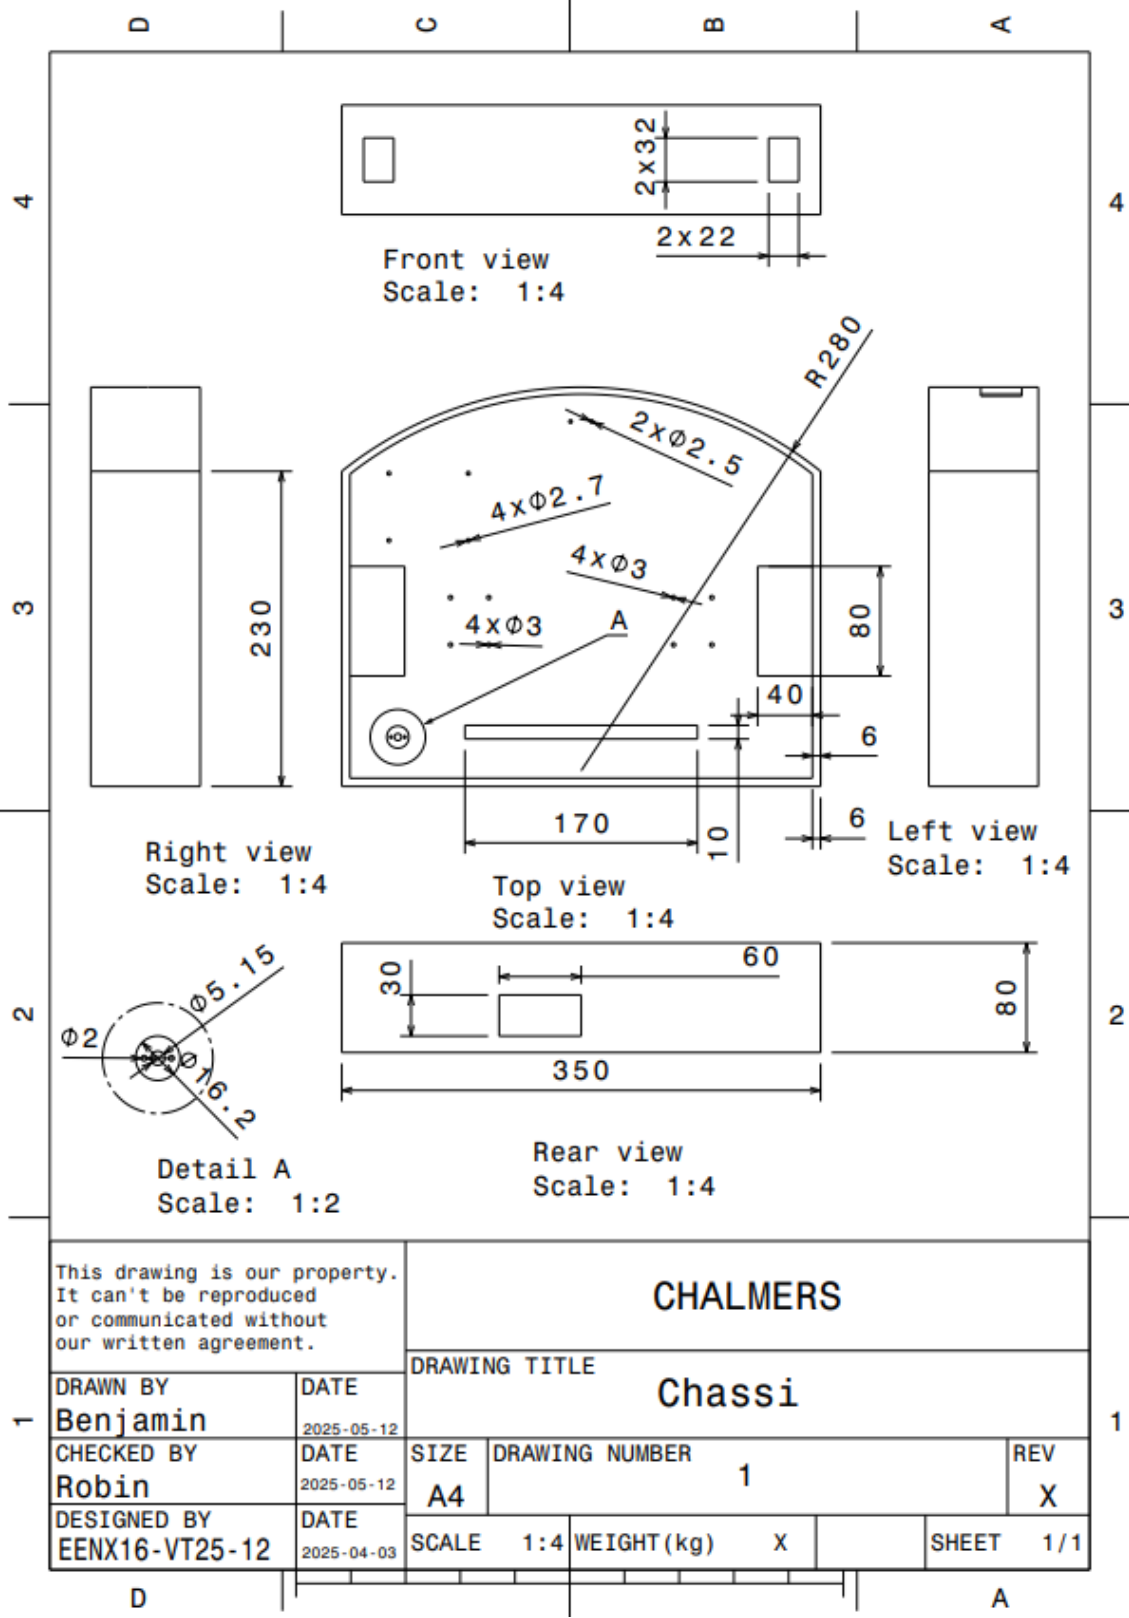 D
C
B
A
4
4
2x32
2x22
Front view
Scale: 1:4
R280
2xϕ2.5
4xϕ2.7
4xϕ3
4xϕ3
A
3
3
230
80
40
6
6
170
10
Right view
Scale: 1:4
Top view
Scale: 1:4
Left view
Scale: 1:4
2
2
ϕ5.15
ϕ2
ϕ16.2
30
60
80
350
Detail A
Scale: 1:2
Rear view
Scale: 1:4
This drawing is our property.
It can't be reproduced
or communicated without
our written agreement.
CHALMERS
DRAWING TITLE
Chassi
1
1
DRAWN BY
Benjamin
DATE
2025-05-12
CHECKED BY
Robin
DATE
2025-05-12
SIZE
A4
DRAWING NUMBER
1
REV
X
DESIGNED BY
EENX16-VT25-12
DATE
2025-04-03
SCALE 1:4
WEIGHT(kg) X
SHEET 1/1
D
A